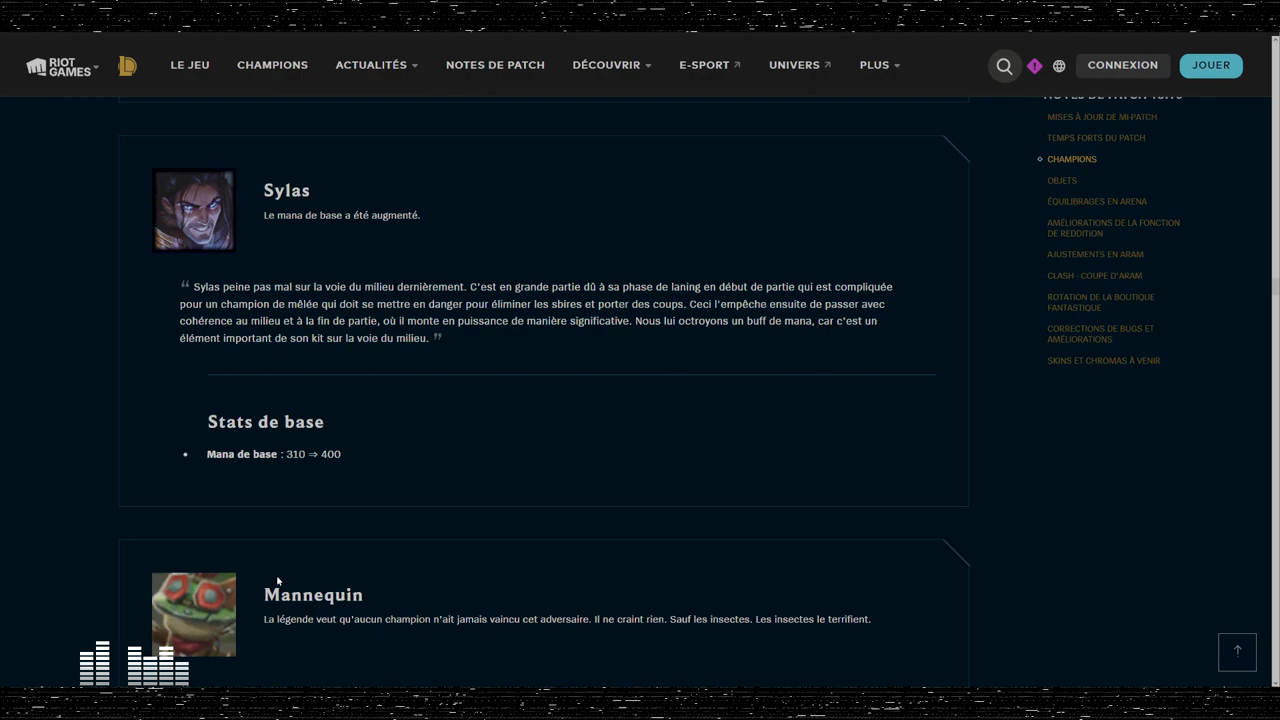 RIOT GAMES
LE JEU
CHAMPIONS
ACTUALITÉS
NOTES DE PATCH
DÉCOUVRIR
E-SPORT
UNIVERS
PLUS
CONNEXION
JOUER
MISES À JOUR DE MI-PATCH
TEMPS FORTS DU PATCH
CHAMPIONS
OBJETS
ÉQUILIBRAGES EN ARENA
AMÉLIORATIONS DE LA FONCTION
DE REDDITION
AJUSTEMENTS EN ARAM
CLASH - COUPE D'ARAM
ROTATION DE LA BOUTIQUE
FANTASTIQUE
CORRECTIONS DE BUGS ET
AMÉLIORATIONS
SKINS ET CHROMAS À VENIR
Sylas
Le mana de base a été augmenté.
“ Sylas peine pas mal sur la voie du milieu dernièrement. C'est en grande partie dû à sa phase de laning en début de partie qui est compliquée
pour un champion de mêlée qui doit se mettre en danger pour éliminer les sbires et porter des coups. Ceci l'empêche ensuite de passer avec
cohérence au milieu et à la fin de partie, où il monte en puissance de manière significative. Nous lui octroyons un buff de mana, car c'est un
élément important de son kit sur la voie du milieu. ”
Stats de base
• Mana de base : 310 ⇒ 400
Mannequin
La légende veut qu'aucun champion n'ait jamais vaincu cet adversaire. Il ne craint rien. Sauf les insectes. Les insectes le terrifient.